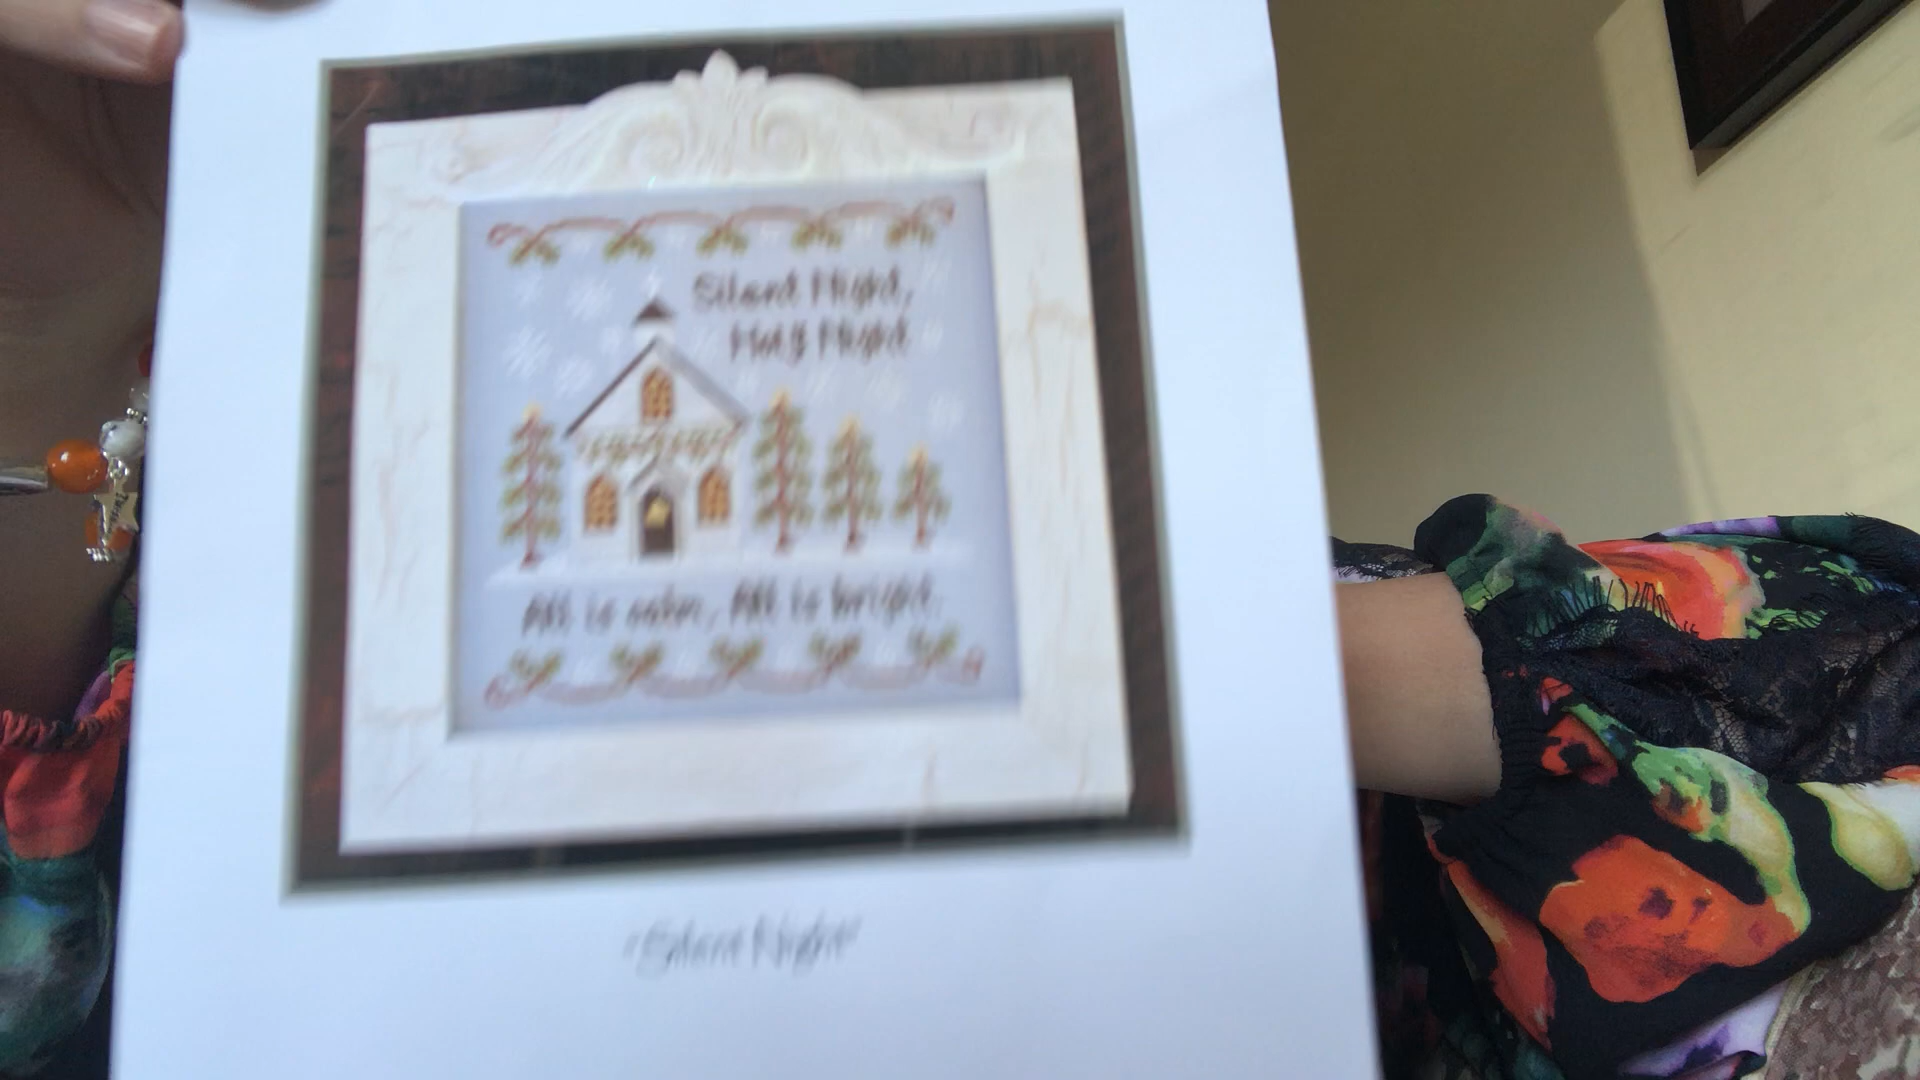 Silent Night,
Holy Night
All is calm, All is bright.
"Silent Night"